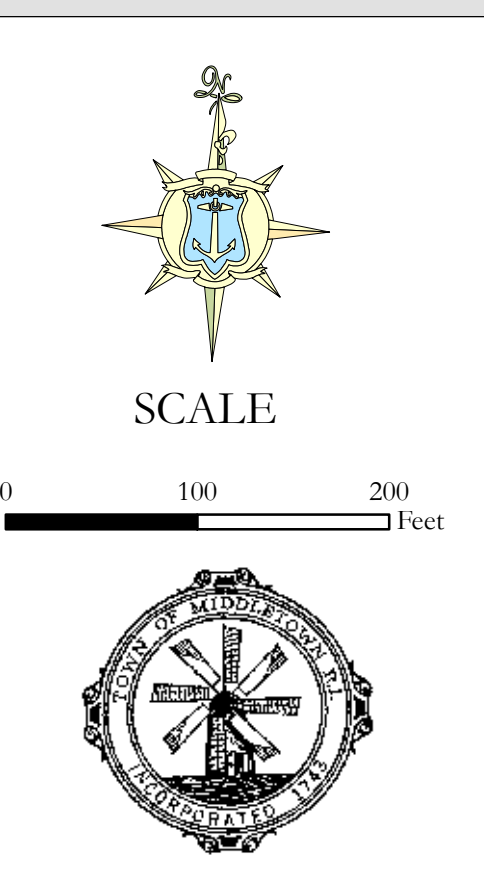 N
SCALE
0 100 200
Feet
TOWN OF MIDDLETOWN R.I.
INCORPORATED 1743